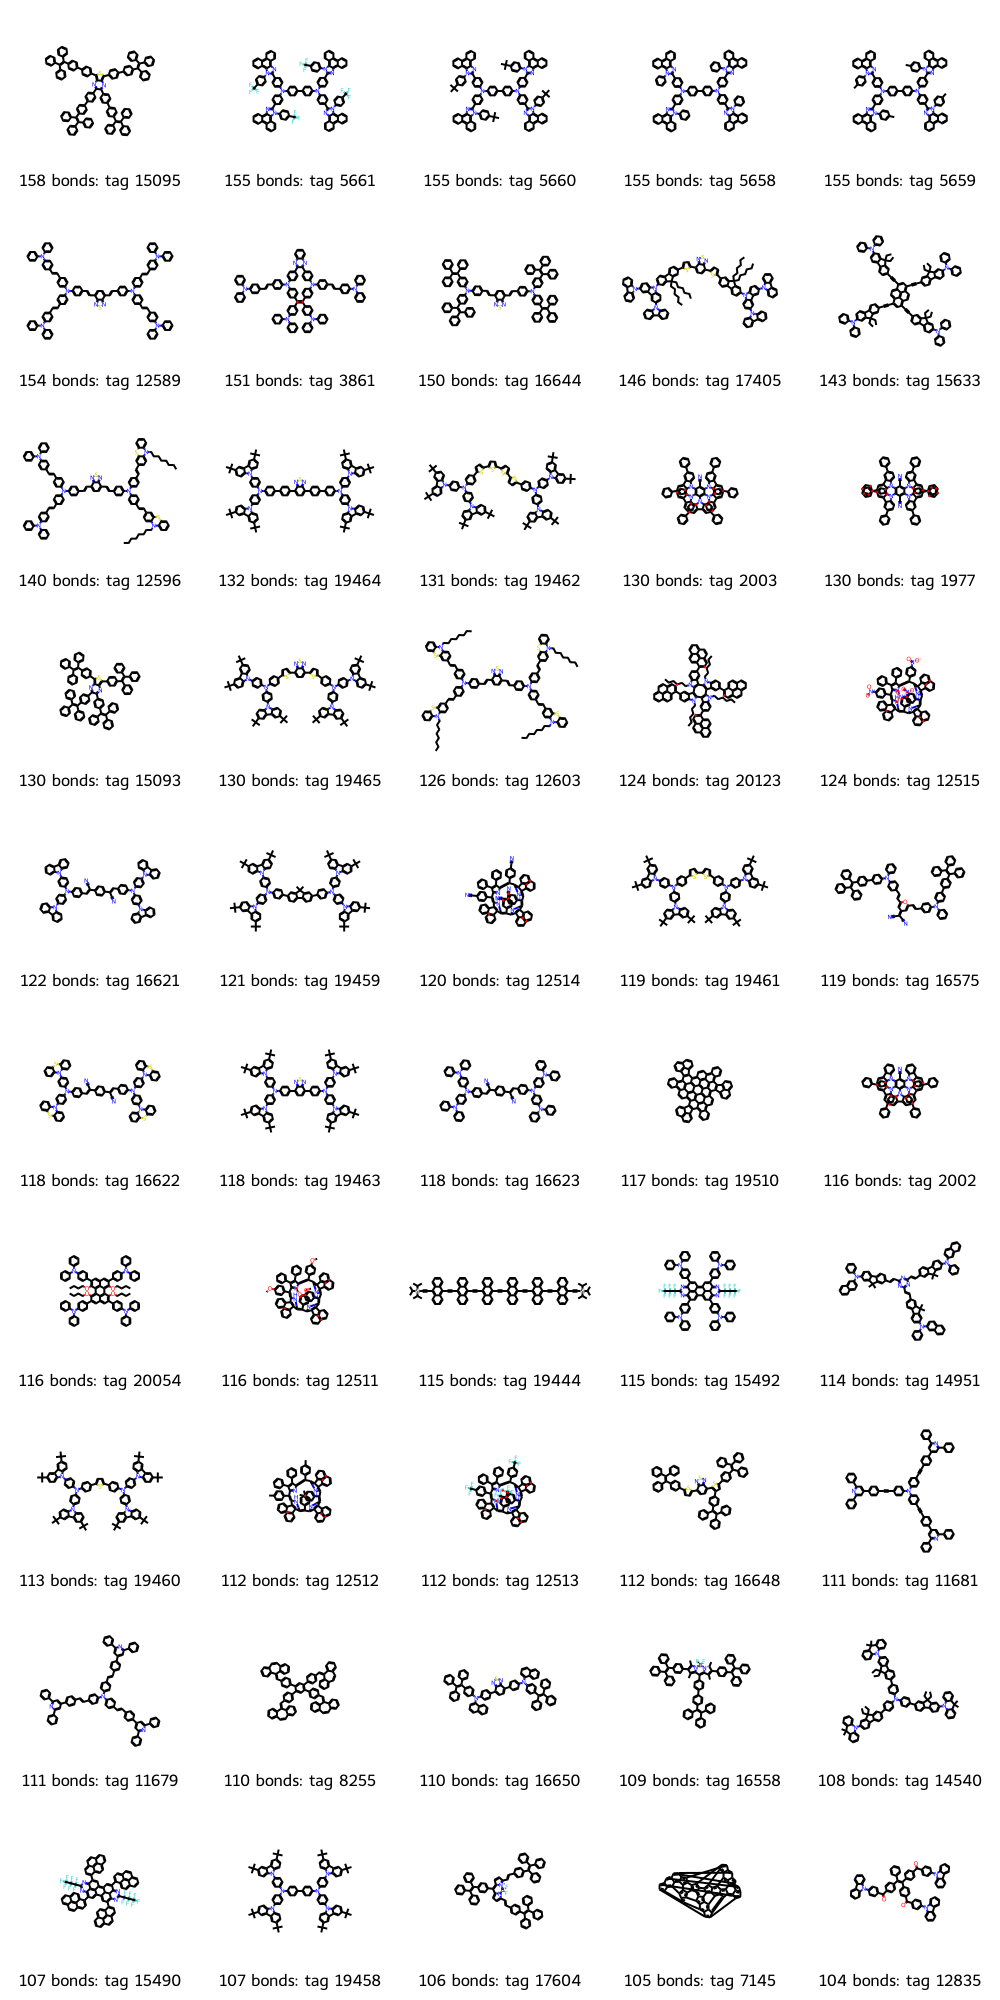 158 bonds: tag 15095
155 bonds: tag 5661
155 bonds: tag 5660
155 bonds: tag 5658
155 bonds: tag 5659
154 bonds: tag 12589
151 bonds: tag 3861
150 bonds: tag 16644
146 bonds: tag 17405
143 bonds: tag 15633
140 bonds: tag 12596
132 bonds: tag 19464
131 bonds: tag 19462
130 bonds: tag 2003
130 bonds: tag 1977
130 bonds: tag 15093
130 bonds: tag 19465
126 bonds: tag 12603
124 bonds: tag 20123
124 bonds: tag 12515
122 bonds: tag 16621
121 bonds: tag 19459
120 bonds: tag 12514
119 bonds: tag 19461
119 bonds: tag 16575
118 bonds: tag 16622
118 bonds: tag 19463
118 bonds: tag 16623
117 bonds: tag 19510
116 bonds: tag 2002
116 bonds: tag 20054
116 bonds: tag 12511
115 bonds: tag 19444
115 bonds: tag 15492
114 bonds: tag 14951
113 bonds: tag 19460
112 bonds: tag 12512
112 bonds: tag 12513
112 bonds: tag 16648
111 bonds: tag 11681
111 bonds: tag 11679
110 bonds: tag 8255
110 bonds: tag 16650
109 bonds: tag 16558
108 bonds: tag 14540
107 bonds: tag 15490
107 bonds: tag 19458
106 bonds: tag 17604
105 bonds: tag 7145
104 bonds: tag 12835